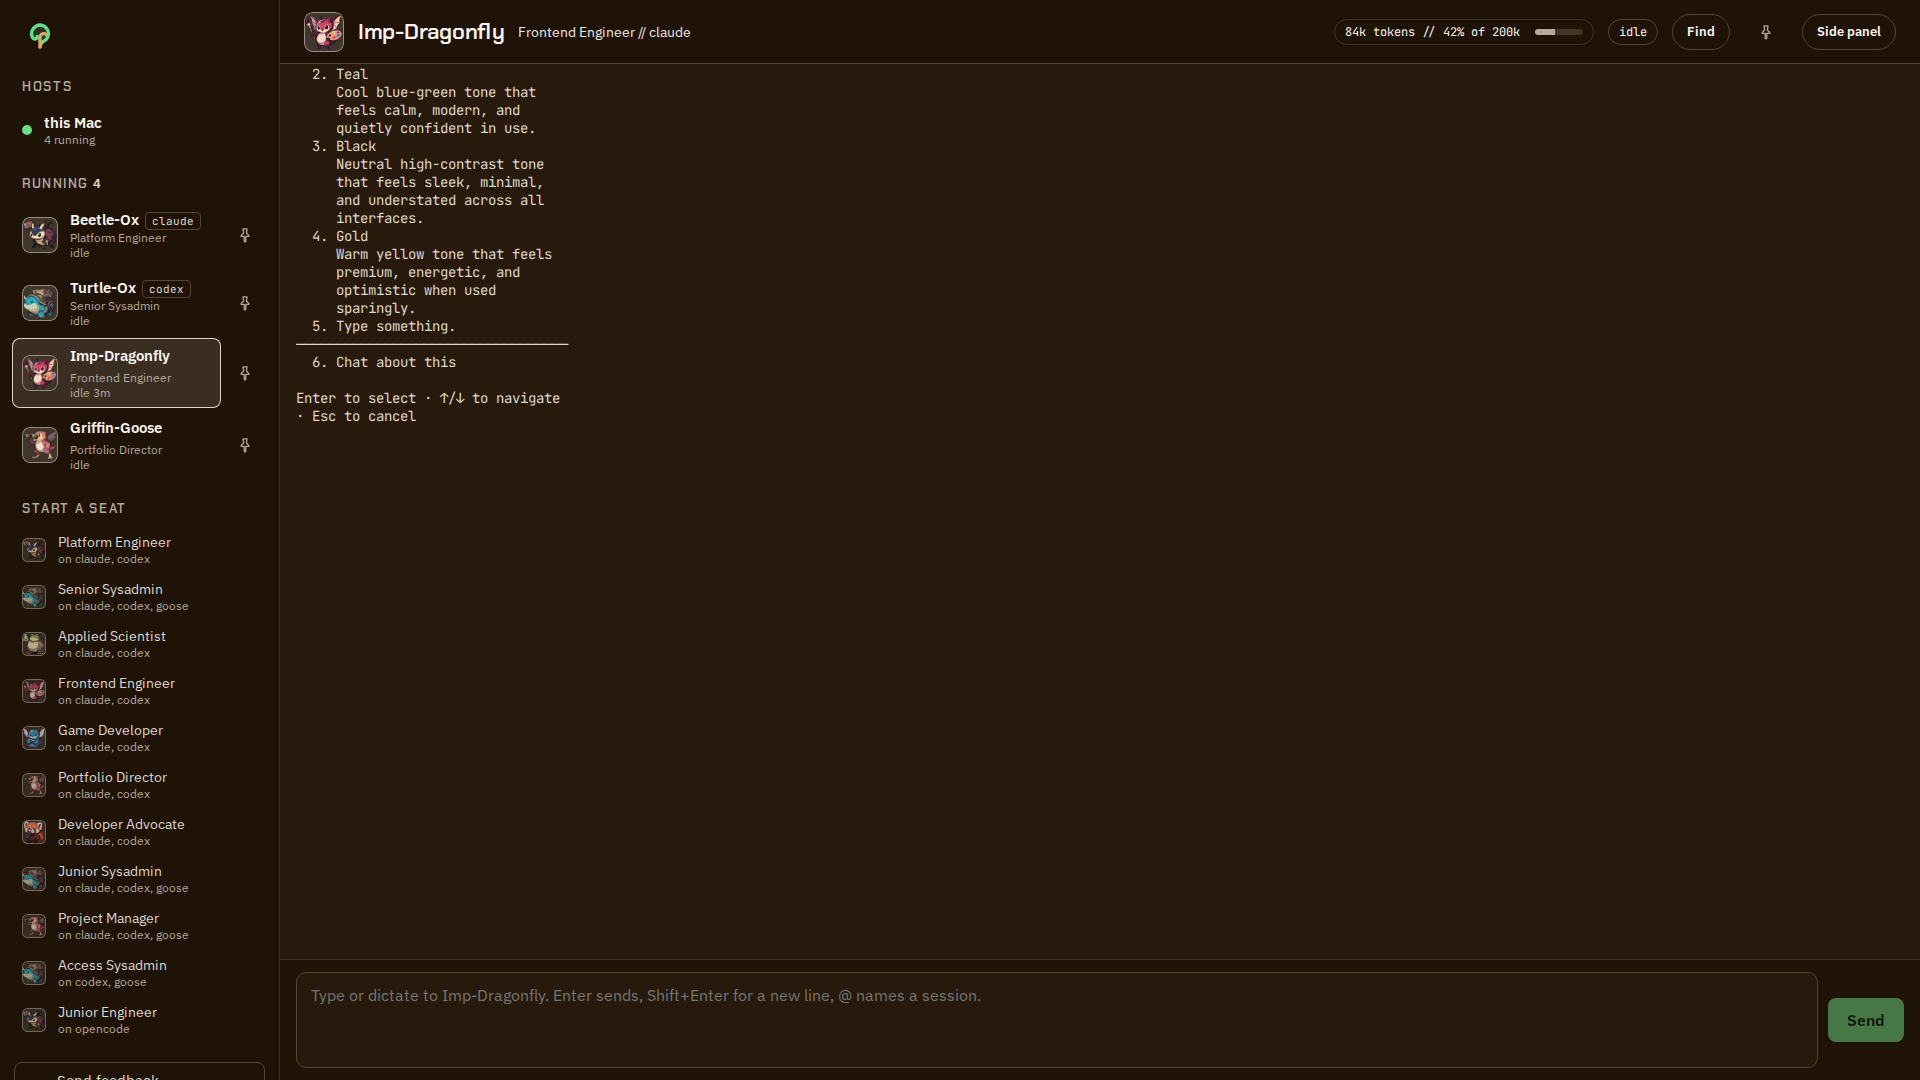 HOSTS
this Mac
4 running
RUNNING 4
Beetle-Ox claude
Platform Engineer
idle
Turtle-Ox codex
Senior Sysadmin
idle
Imp-Dragonfly
Frontend Engineer
idle 3m
Griffin-Goose
Portfolio Director
idle
START A SEAT
Platform Engineer
on claude, codex
Senior Sysadmin
on claude, codex, goose
Applied Scientist
on claude, codex
Frontend Engineer
on claude, codex
Game Developer
on claude, codex
Portfolio Director
on claude, codex
Developer Advocate
on claude, codex
Junior Sysadmin
on claude, codex, goose
Project Manager
on claude, codex, goose
Access Sysadmin
on codex, goose
Junior Engineer
on opencode
Send feedback
Imp-Dragonfly Frontend Engineer // claude
84k tokens // 42% of 200k
idle
Find
Side panel
2. Teal
Cool blue-green tone that
feels calm, modern, and
quietly confident in use.
3. Black
Neutral high-contrast tone
that feels sleek, minimal,
and understated across all
interfaces.
4. Gold
Warm yellow tone that feels
premium, energetic, and
optimistic when used
sparingly.
5. Type something.
6. Chat about this
Enter to select · ↑/↓ to navigate
· Esc to cancel
Type or dictate to Imp-Dragonfly. Enter sends, Shift+Enter for a new line, @ names a session.
Send